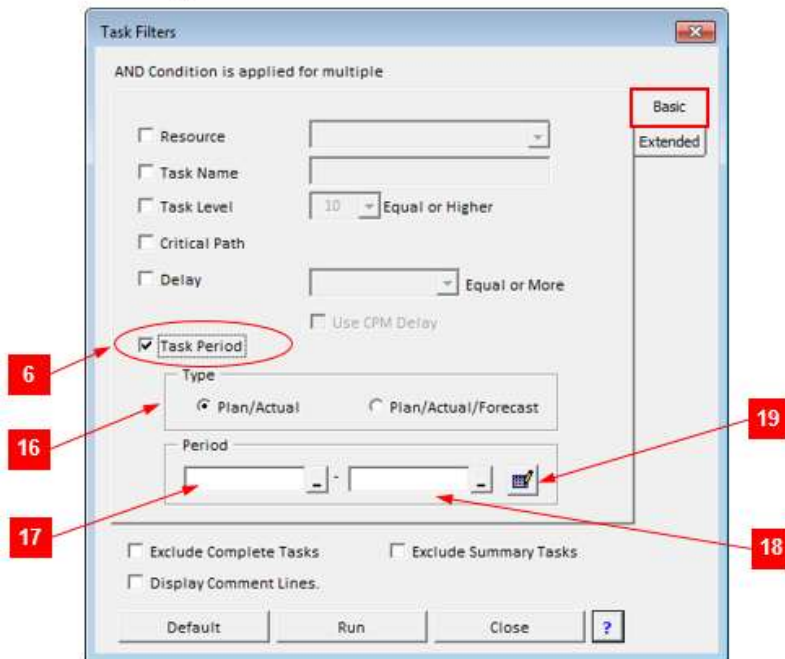 Task Filters
AND Condition is applied for multiple
Basic
Extended
Resource
Task Name
Task Level 10 Equal or Higher
Critical Path
Delay Equal or More
Use CPM Delay
Task Period
6
Type
Plan/Actual Plan/Actual/Forecast
16
19
Period
-
17
18
Exclude Complete Tasks Exclude Summary Tasks
Display Comment Lines.
Default Run Close ?